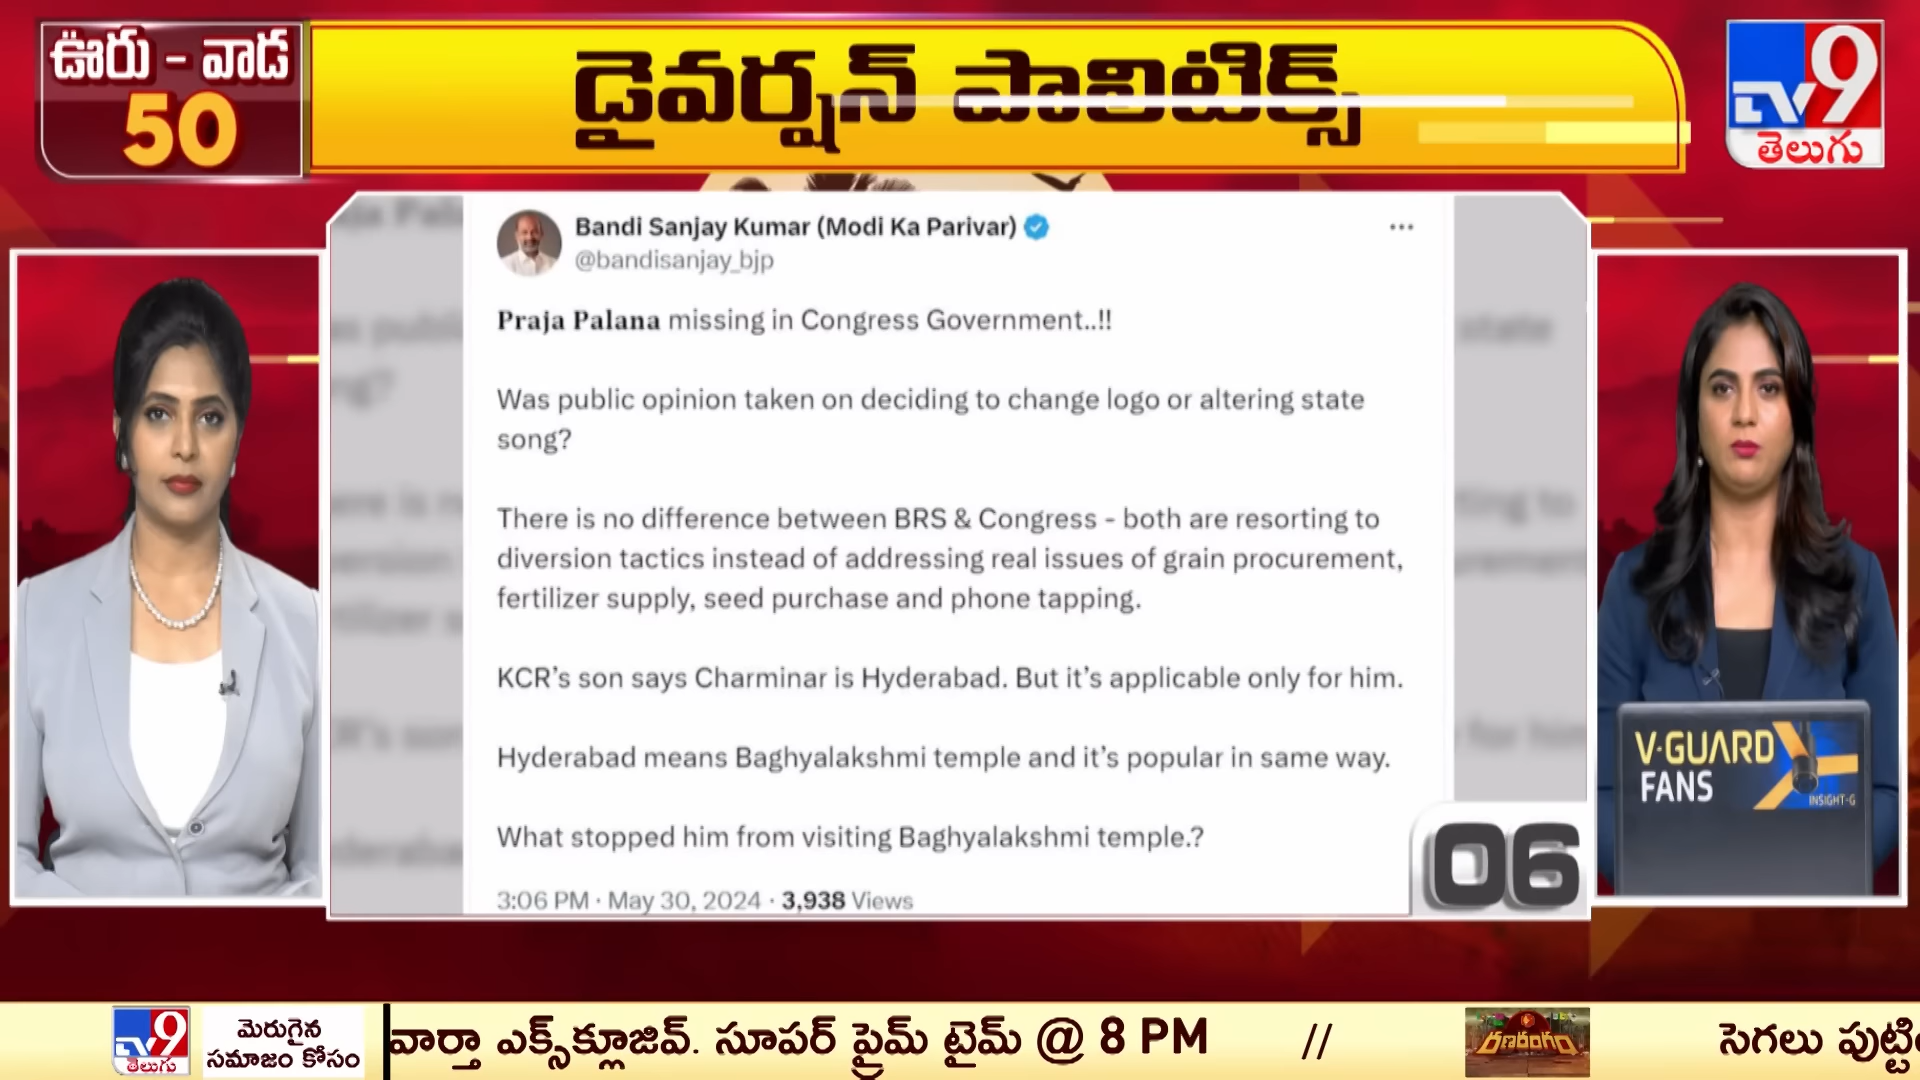 ఊరు - వాడ
50
డైవర్షన్ పాలిటిక్స్
TV9
తెలుగు
Bandi Sanjay Kumar (Modi Ka Parivar)
@bandisanjay_bjp
Praja Palana missing in Congress Government..!!
Was public opinion taken on deciding to change logo or altering state
song?
There is no difference between BRS & Congress - both are resorting to
diversion tactics instead of addressing real issues of grain procurement,
fertilizer supply, seed purchase and phone tapping.
KCR’s son says Charminar is Hyderabad. But it’s applicable only for him.
Hyderabad means Baghyalakshmi temple and it’s popular in same way.
What stopped him from visiting Baghyalakshmi temple.?
3:06 PM · May 30, 2024 · 3,938 Views
06
V-GUARD
FANS
INSIGHT-G
TV9
తెలుగు
మెరుగైన
సమాజం కోసం
వార్తా ఎక్స్‌క్లూజివ్. సూపర్ ప్రైమ్ టైమ్ @ 8 PM // రణరంగం సెగలు